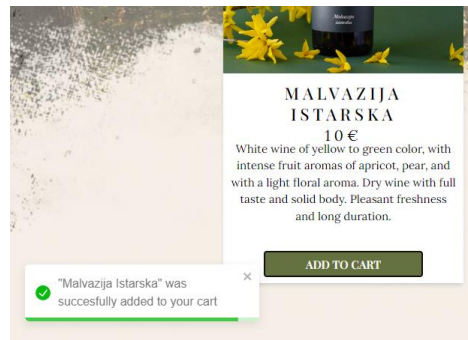 Malvazija
istarska
MALVAZIJA
ISTARSKA
10€
White wine of yellow to green color, with
intense fruit aromas of apricot, pear, and
with a light floral aroma. Dry wine with full
taste and solid body. Pleasant freshness
and long duration.
ADD TO CART
"Malvazija Istarska" was
succesfully added to your cart